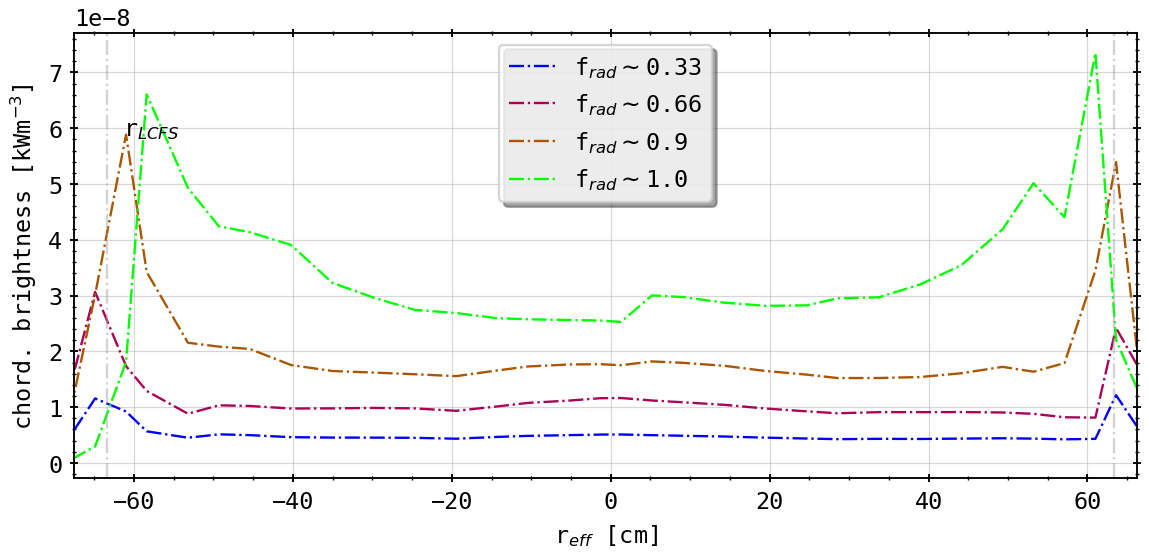 1e−8
chord. brightness [kWm⁻³]
7
6
5
4
3
2
1
0
f_rad ∼ 0.33
f_rad ∼ 0.66
f_rad ∼ 0.9
f_rad ∼ 1.0
r_LCFS
−60 −40 −20 0 20 40 60
r_eff [cm]